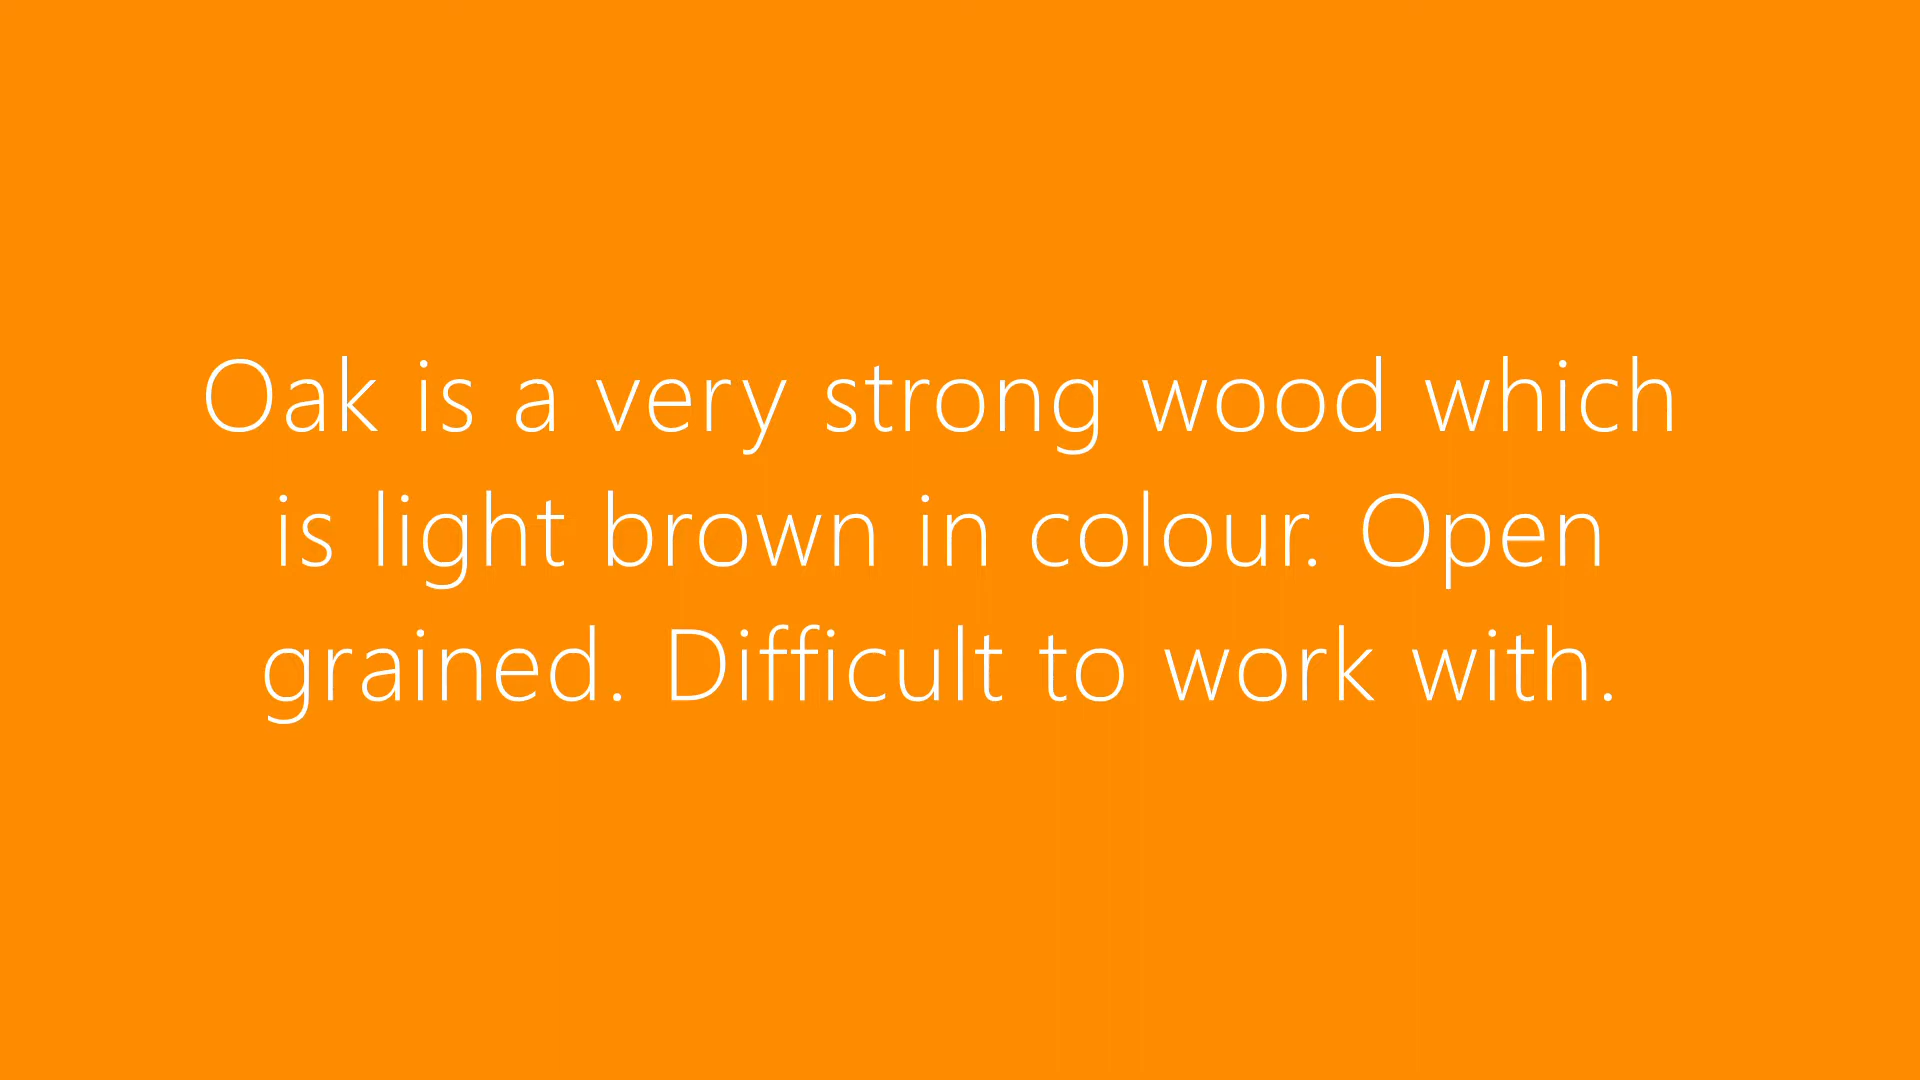 Oak is a very strong wood which
is light brown in colour. Open
grained. Difficult to work with.